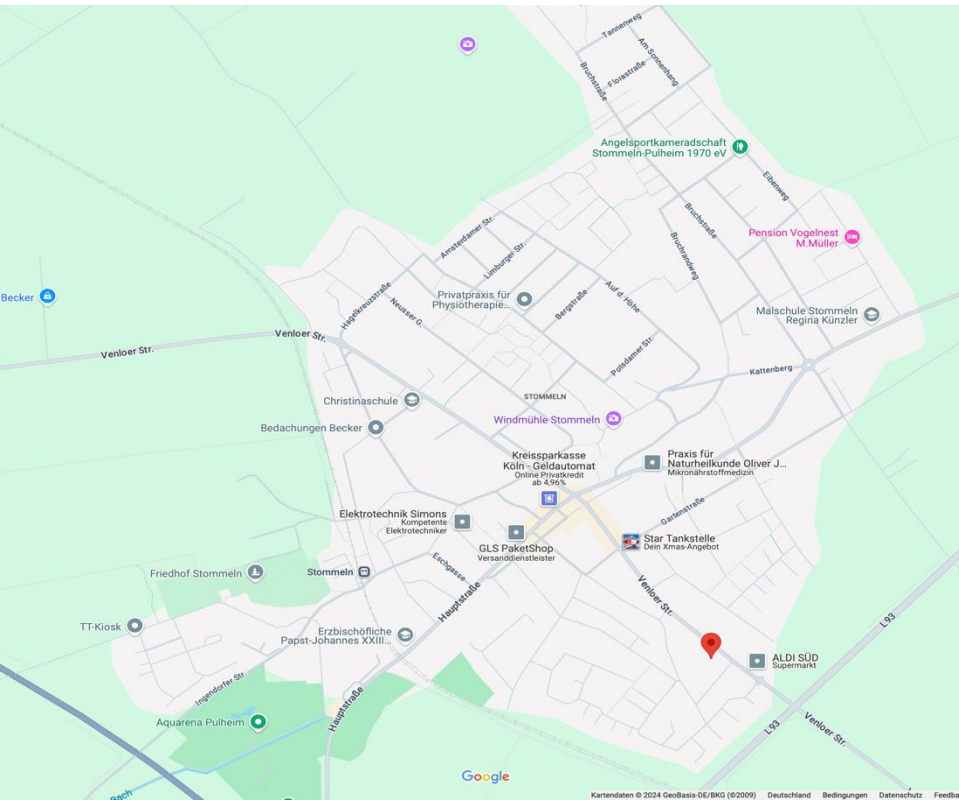 Tannenweg
Am Sonnenhang
Florastraße
Bruchstraße
Angelsportkameradschaft
Stommeln-Pulheim 1970 eV
Eibenweg
Bruchstraße
Bruchrandweg
Pension Vogelnest
M.Müller
Amsterdamer Str.
Limburger Str.
Becker
Privatpraxis für
Physiotherapie...
Hagelkreuzstraße
Neusser G.
Bergstraße
Auf d. Höhe
Malschule Stommeln
Regina Künzler
Venloer Str.
Venloer Str.
Potsdamer Str.
Kattenberg
Christinaschule
STOMMELN
Bedachungen Becker
Windmühle Stommeln
Kreissparkasse
Köln - Geldautomat
Online Privatkredit
ab 4,96%
Praxis für
Naturheilkunde Oliver J...
Mikronährstoffmedizin
Elektrotechnik Simons
Kompetente
Elektrotechniker
Gartenstraße
GLS PaketShop
Versanddienstleister
Star Tankstelle
Dein Xmas-Angebot
Eschgasse
Friedhof Stommeln
Stommeln
Hauptstraße
Venloer Str.
TT-Kiosk
Erzbischöfliche
Papst-Johannes XXIII...
L93
ALDI SÜD
Supermarkt
Ingendorfer Str.
Hauptstraße
Aquarena Pulheim
L93
Venloer Str.
Google
Bach
Kartendaten © 2024 GeoBasis-DE/BKG (©2009) Deutschland Bedingungen Datenschutz Feedba